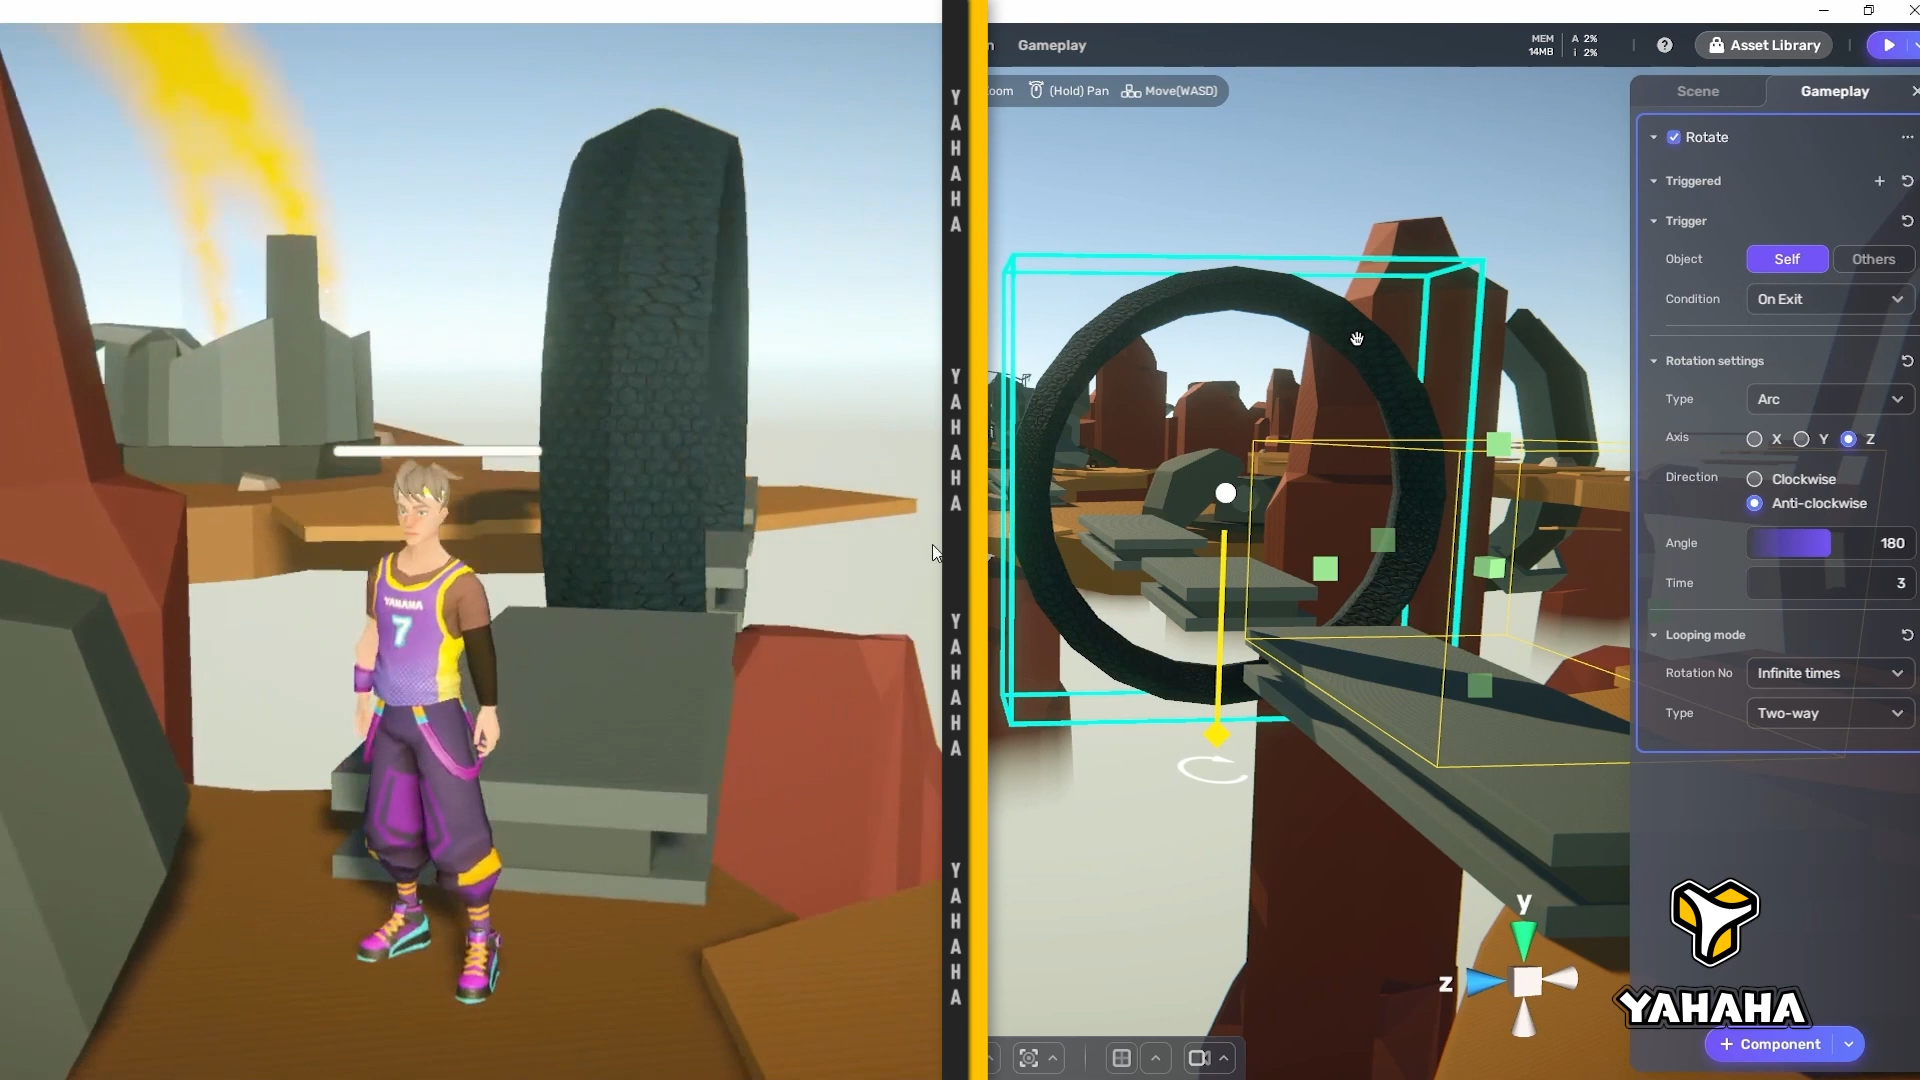 YAHAHA
7
YAHAHA
YAHAHA
YAHAHA
YAHAHA
n
Gameplay
MEM
14MB
A 2%
i 2%
Asset Library
oom
(Hold) Pan
Move(WASD)
Scene
Gameplay
Rotate
Triggered
Trigger
Object
Self
Others
Condition
On Exit
Rotation settings
Type
Arc
Axis
X
Y
Z
Direction
Clockwise
Anti-clockwise
Angle
180
Time
3
Looping mode
Rotation No
Infinite times
Type
Two-way
y
z
YAHAHA
+ Component